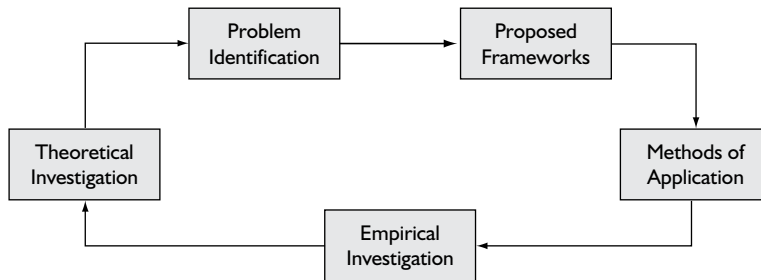 Problem
Identification
Proposed
Frameworks
Theoretical
Investigation
Methods of
Application
Empirical
Investigation